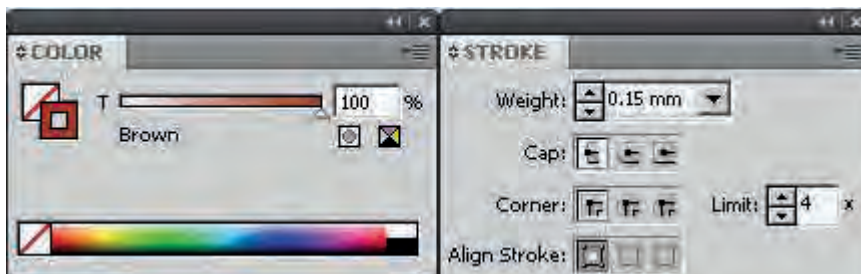 COLOR
T 100 %
Brown
STROKE
Weight: 0.15 mm
Cap:
Corner: Limit: 4 x
Align Stroke: